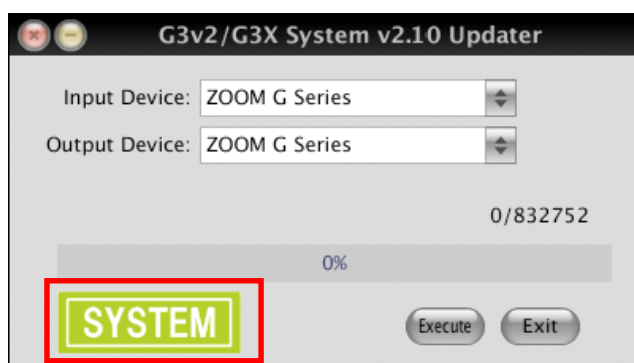 G3v2/G3X System v2.10 Updater
Input Device: ZOOM G Series
Output Device: ZOOM G Series
0/832752
0%
SYSTEM Execute Exit